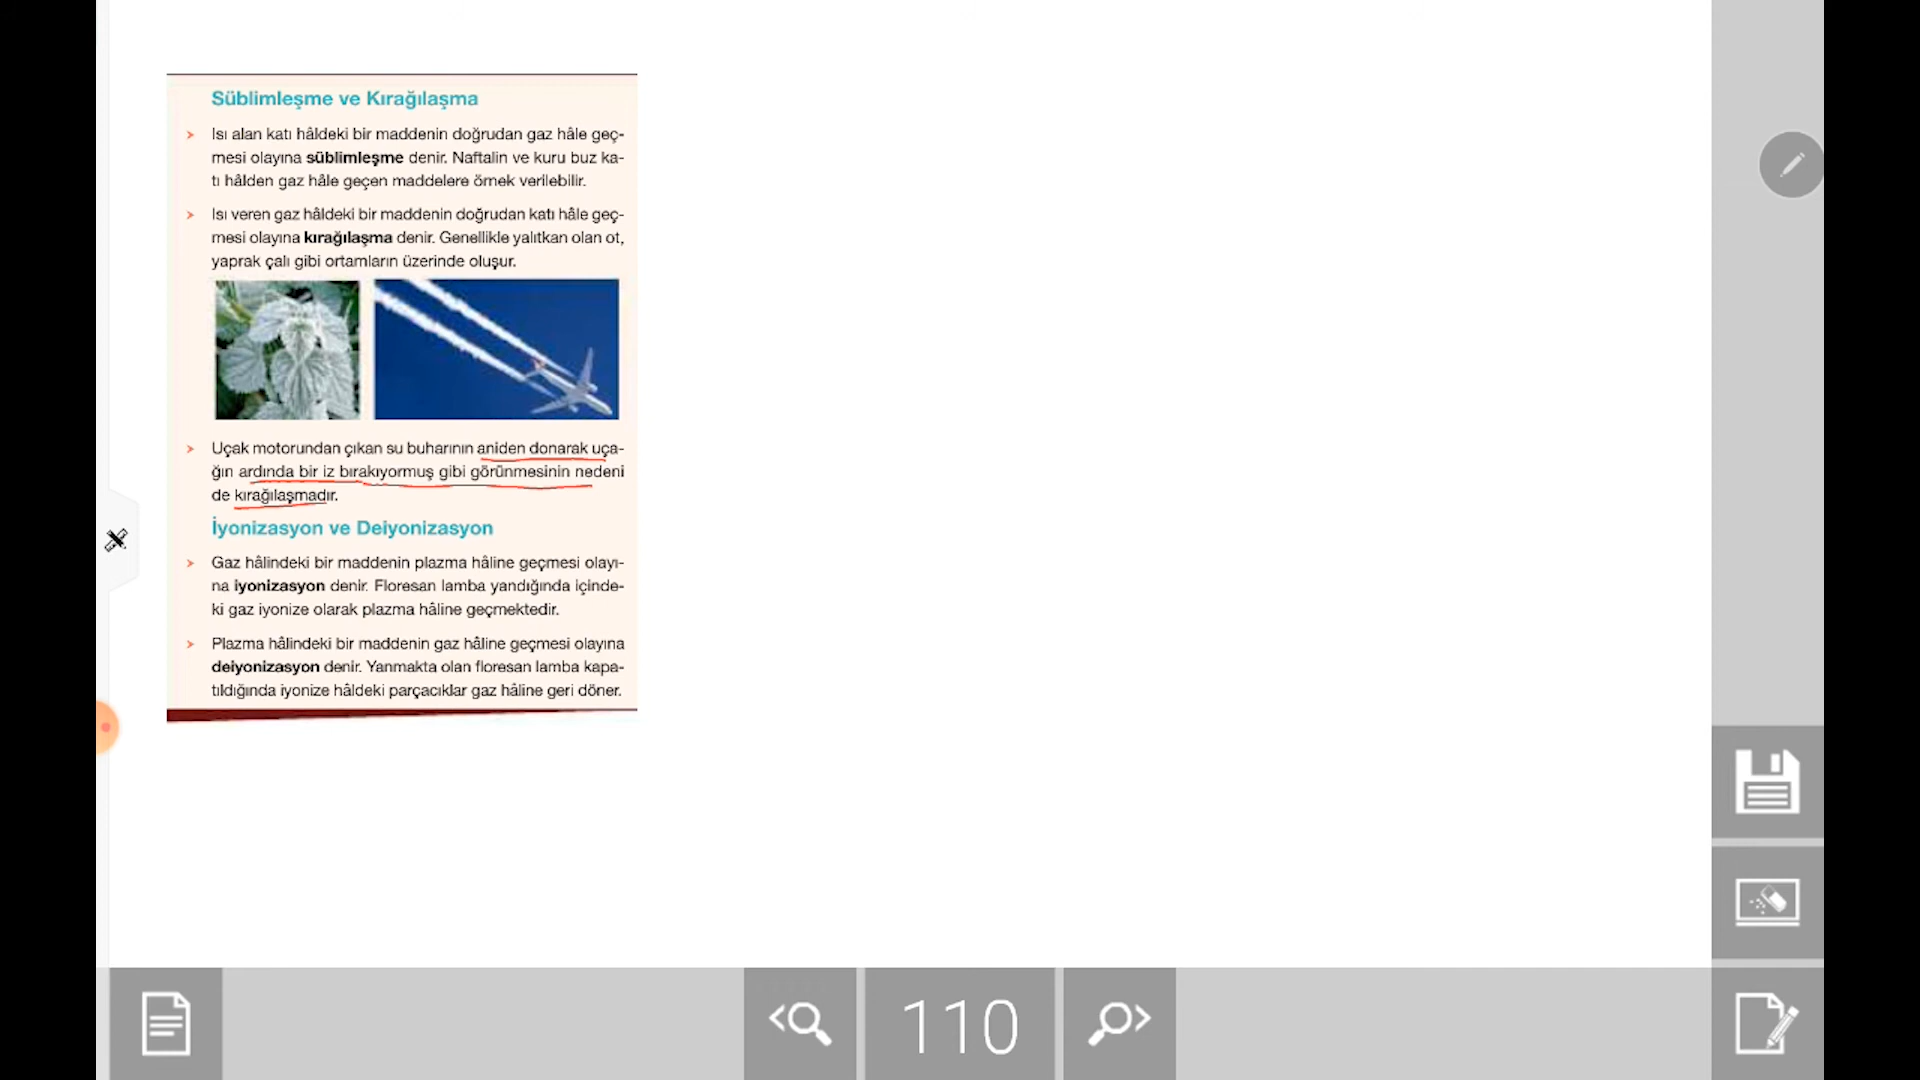 Süblimleşme ve Kırağılaşma
Isı alan katı hâldeki bir maddenin doğrudan gaz hâle geç-
mesi olayına süblimleşme denir. Naftalin ve kuru buz ka-
tı hâlden gaz hâle geçen maddelere örnek verilebilir.
Isı veren gaz hâldeki bir maddenin doğrudan katı hâle geç-
mesi olayına kırağılaşma denir. Genellikle yalıtkan olan ot,
yaprak çalı gibi ortamların üzerinde oluşur.
Uçak motorundan çıkan su buharının aniden donarak uça-
ğın ardında bir iz bırakıyormuş gibi görünmesinin nedeni
de kırağılaşmadır.
İyonizasyon ve Deiyonizasyon
Gaz hâlindeki bir maddenin plazma hâline geçmesi olayı-
na iyonizasyon denir. Floresan lamba yandığında içinde-
ki gaz iyonize olarak plazma hâline geçmektedir.
Plazma hâlindeki bir maddenin gaz hâline geçmesi olayına
deiyonizasyon denir. Yanmakta olan floresan lamba kapa-
tıldığında iyonize hâldeki parçacıklar gaz hâline geri döner.
110